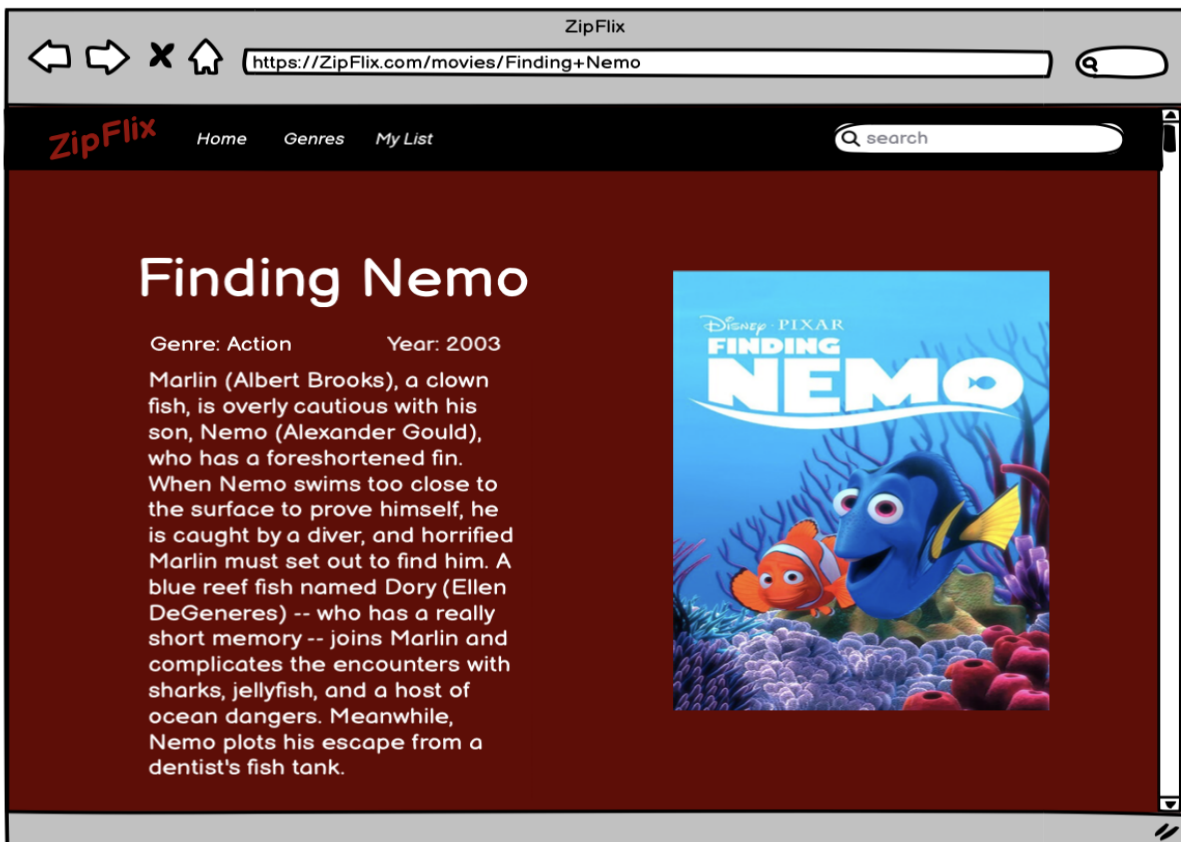 ZipFlix
https://ZipFlix.com/movies/Finding+Nemo
ZipFlix
Home Genres My List
search
Finding Nemo
Genre: Action Year: 2003
Marlin (Albert Brooks), a clown
fish, is overly cautious with his
son, Nemo (Alexander Gould),
who has a foreshortened fin.
When Nemo swims too close to
the surface to prove himself, he
is caught by a diver, and horrified
Marlin must set out to find him. A
blue reef fish named Dory (Ellen
DeGeneres) -- who has a really
short memory -- joins Marlin and
complicates the encounters with
sharks, jellyfish, and a host of
ocean dangers. Meanwhile,
Nemo plots his escape from a
dentist's fish tank.
Disney · PIXAR
FINDING
NEMO